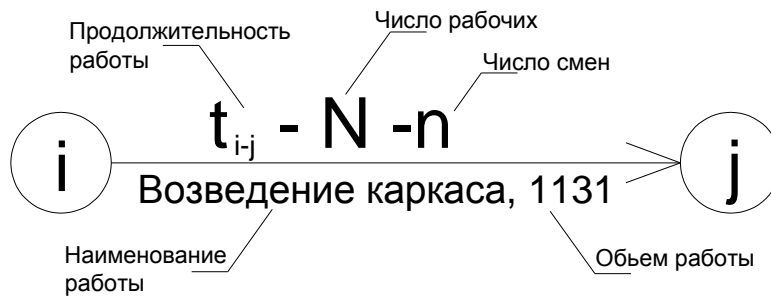 Продолжительность
работы
Число рабочих
Число смен
t i-j - N -n
i
j
Возведение каркаса, 1131
Наименование
работы
Обьем работы